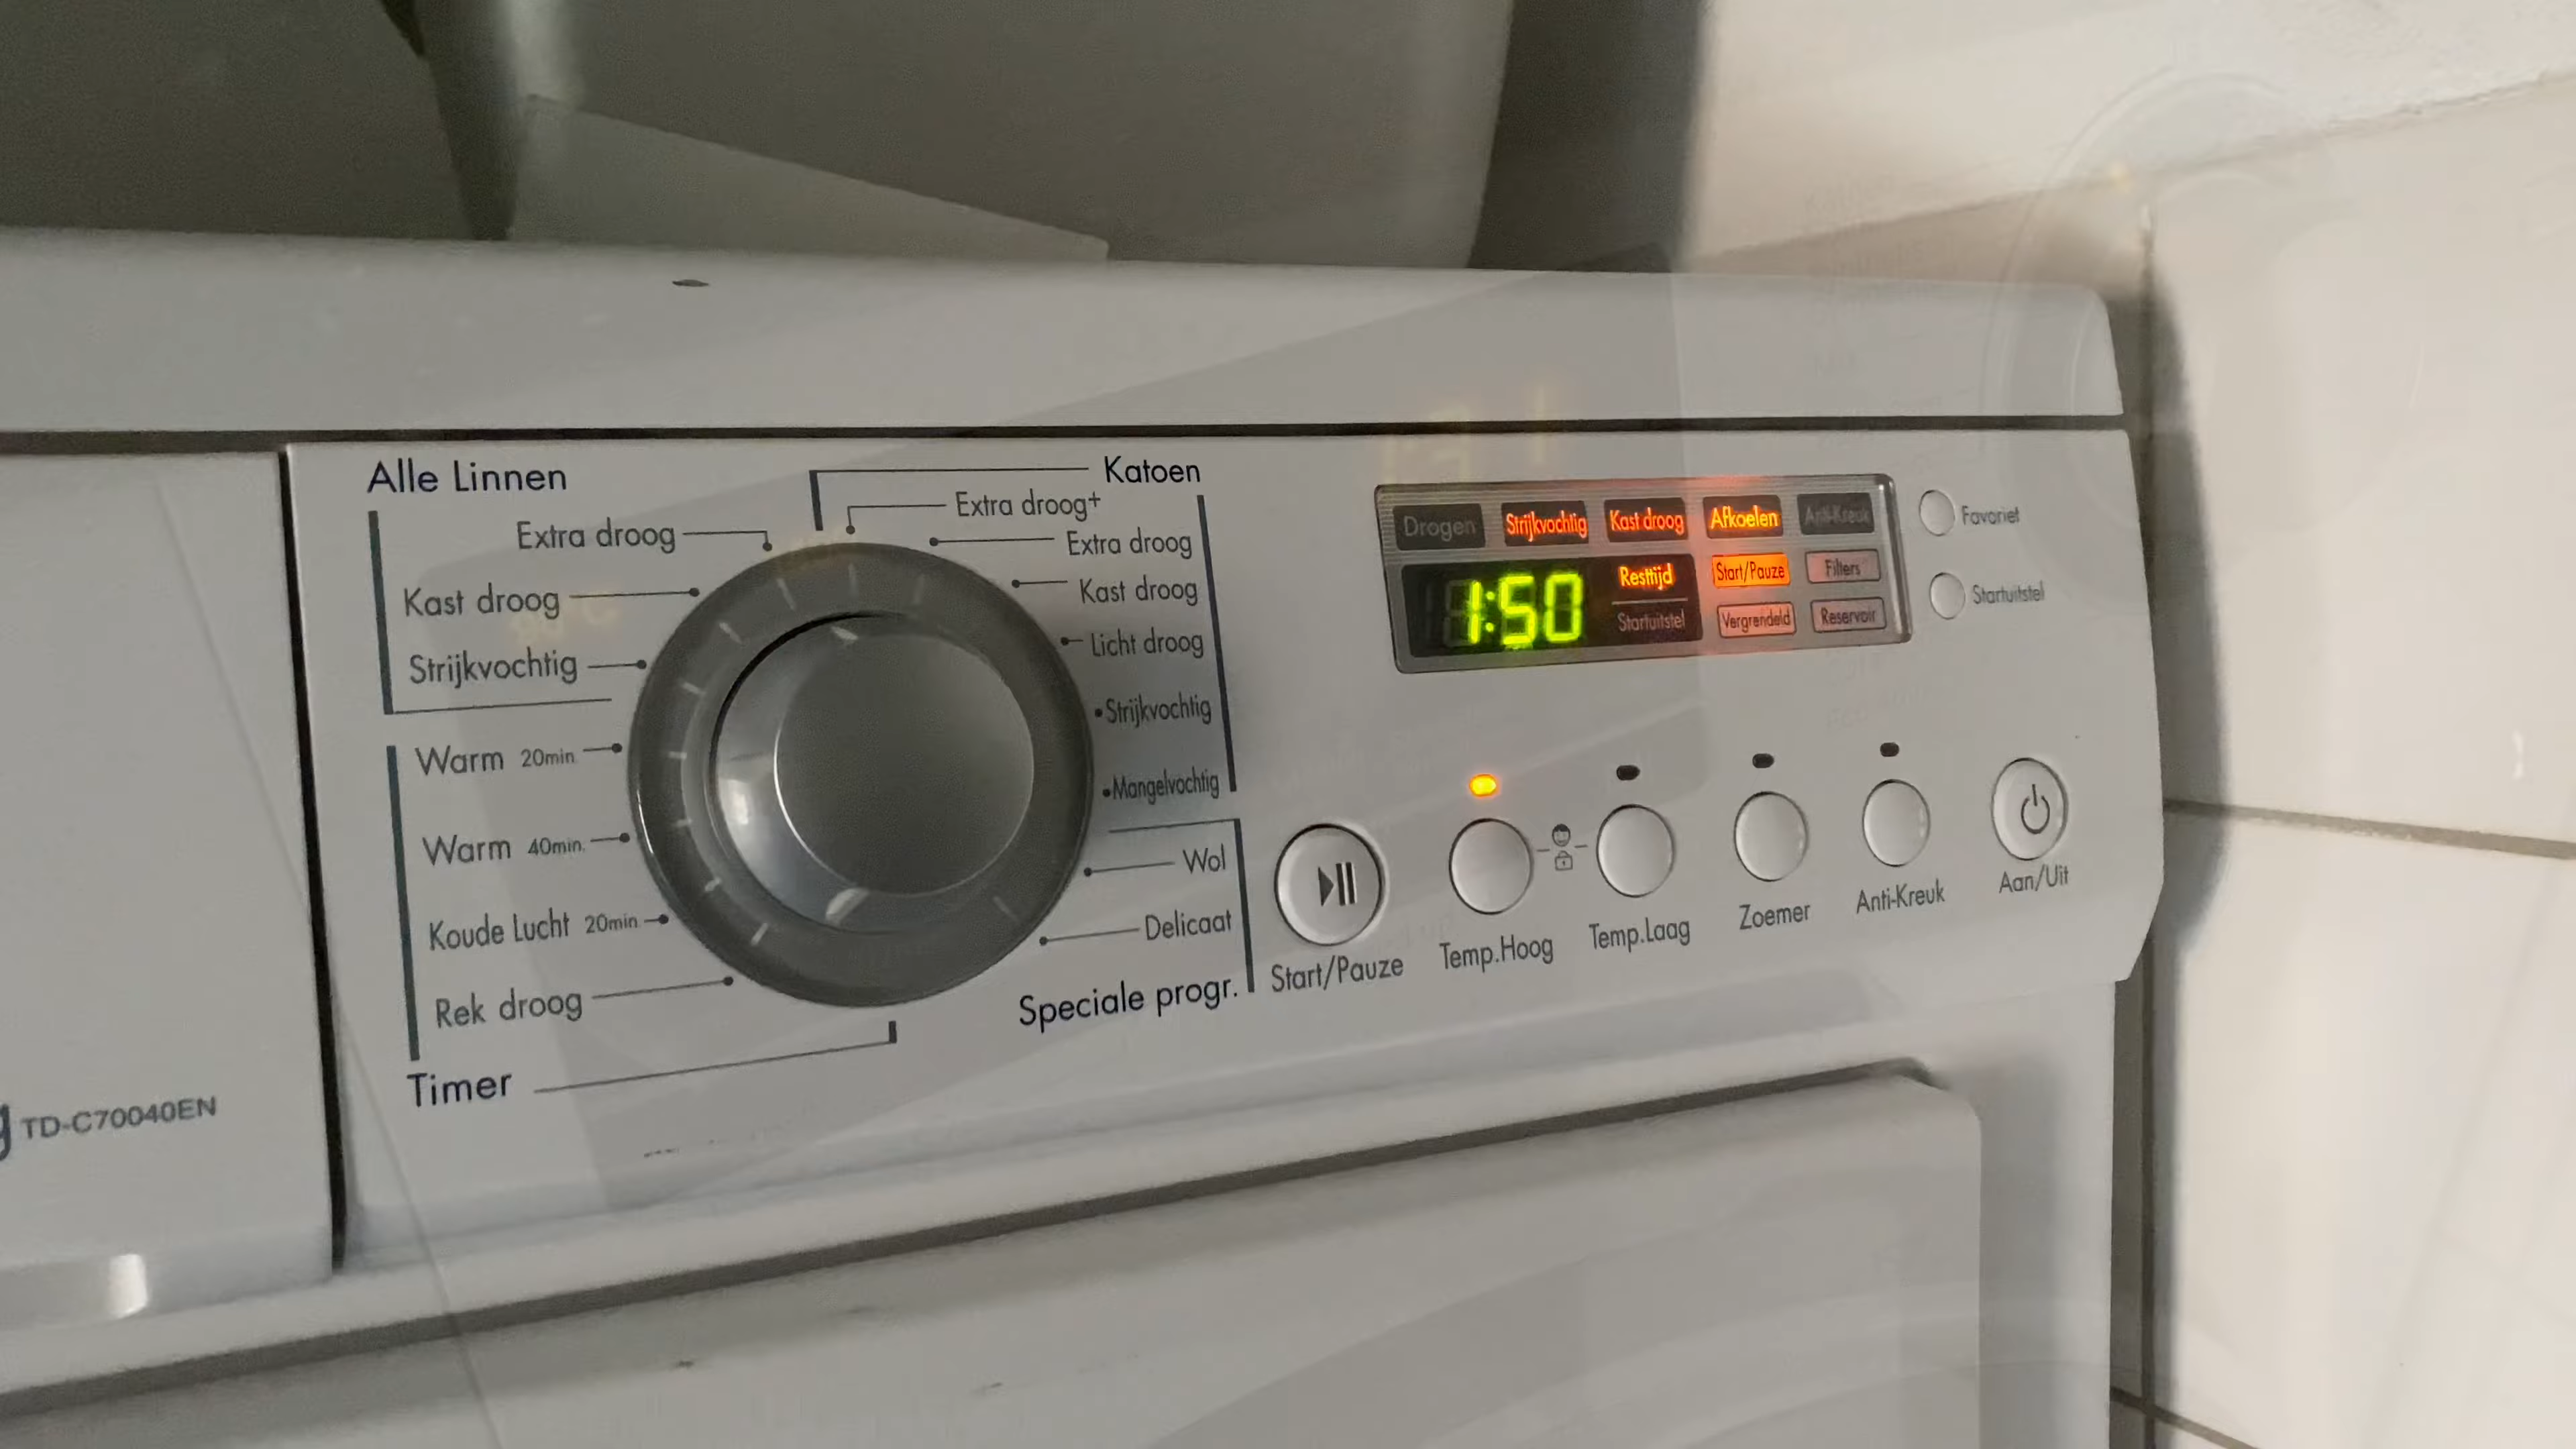 Alle Linnen
Extra droog
Kast droog
Strijkvochtig
Warm 20min.
Warm 40min.
Koude Lucht 20min.
Rek droog
Timer
Katoen
Extra droog+
Extra droog
Kast droog
Licht droog
Strijkvochtig
Mangelvochtig
Wol
Delicaat
Speciale progr.
Drogen Strijkvochtig Kast droog Afkoelen Anti-Kreuk
1:50 Resttijd Start/Pauze Filters
Startuitstel Vergrendeld Reservoir
Favoriet
Startuitstel
Start/Pauze Temp.Hoog Temp.Laag Zoemer Anti-Kreuk Aan/Uit
TD-C70040EN